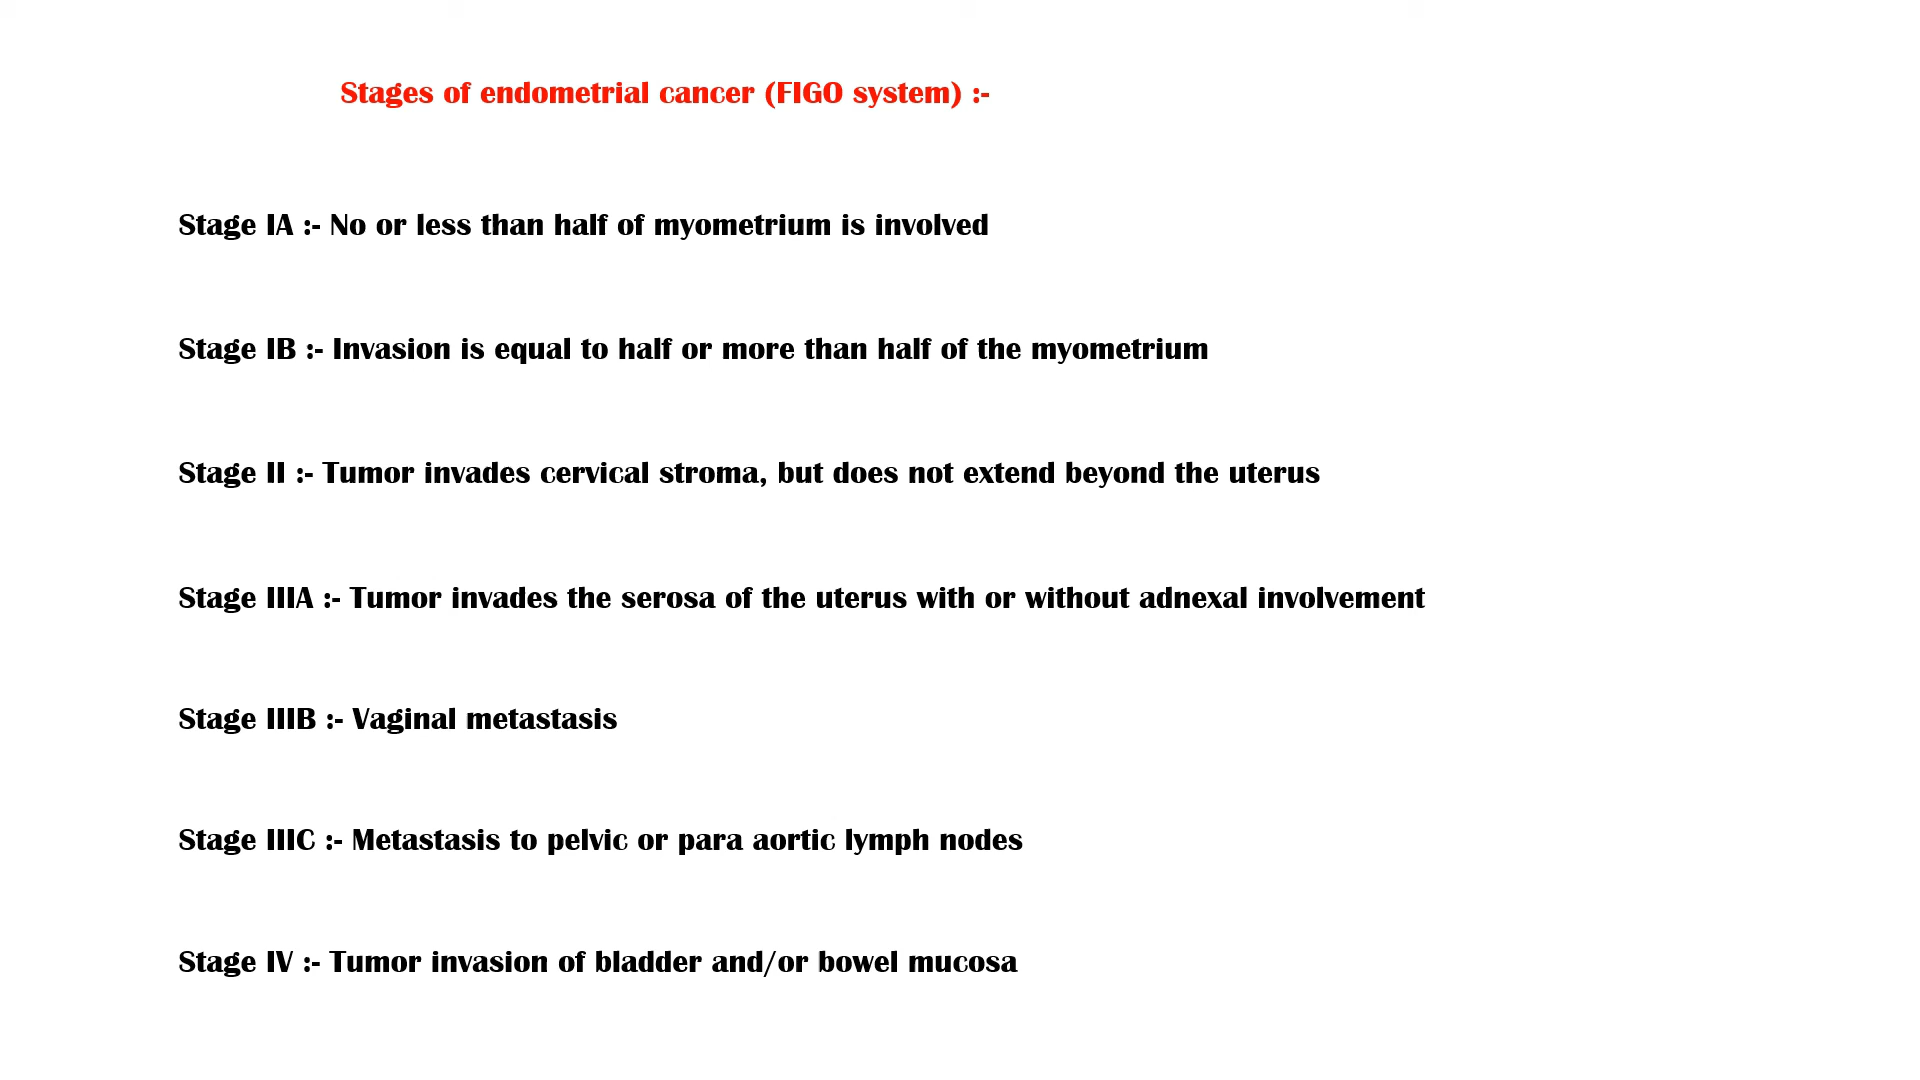 Stages of endometrial cancer (FIGO system) :-
Stage IA :- No or less than half of myometrium is involved
Stage IB :- Invasion is equal to half or more than half of the myometrium
Stage II :- Tumor invades cervical stroma, but does not extend beyond the uterus
Stage IIIA :- Tumor invades the serosa of the uterus with or without adnexal involvement
Stage IIIB :- Vaginal metastasis
Stage IIIC :- Metastasis to pelvic or para aortic lymph nodes
Stage IV :- Tumor invasion of bladder and/or bowel mucosa